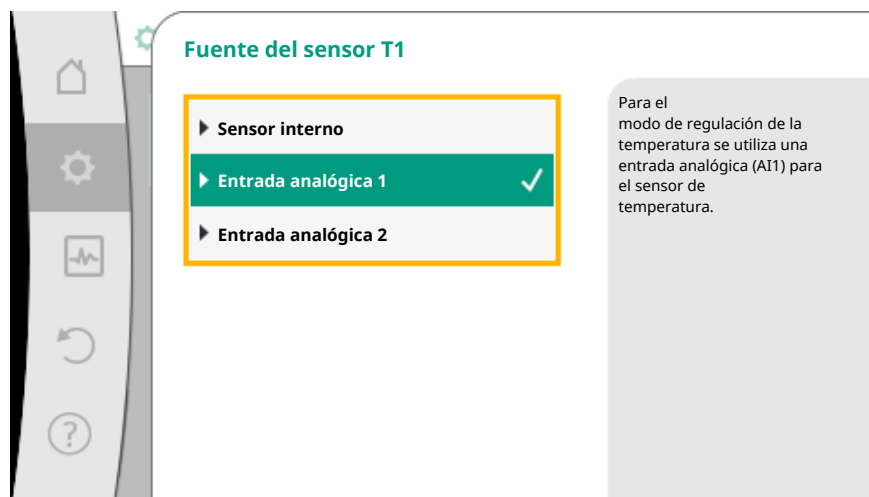 Fuente del sensor T1
Sensor interno
Entrada analógica 1
Entrada analógica 2
Para el
modo de regulación de la
temperatura se utiliza una
entrada analógica (AI1) para
el sensor de
temperatura.
?